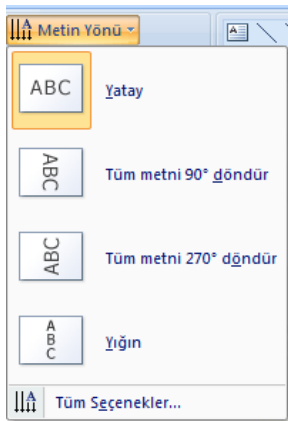 Metin Yönü
ABC
Yatay
ABC
Tüm metni 90° döndür
ABC
Tüm metni 270° döndür
A
B
C
Yığın
Tüm Seçenekler...